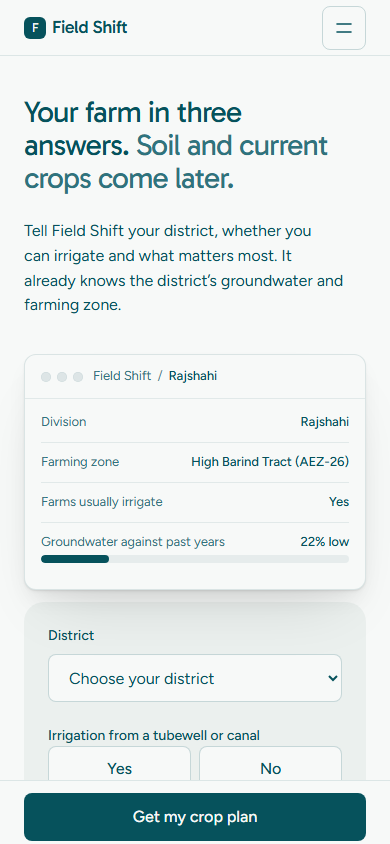 F Field Shift
Your farm in three
answers. Soil and current
crops come later.
Tell Field Shift your district, whether you
can irrigate and what matters most. It
already knows the district’s groundwater and
farming zone.
Field Shift / Rajshahi
Division Rajshahi
Farming zone High Barind Tract (AEZ-26)
Farms usually irrigate Yes
Groundwater against past years 22% low
District
Choose your district
Irrigation from a tubewell or canal
Yes No
Get my crop plan